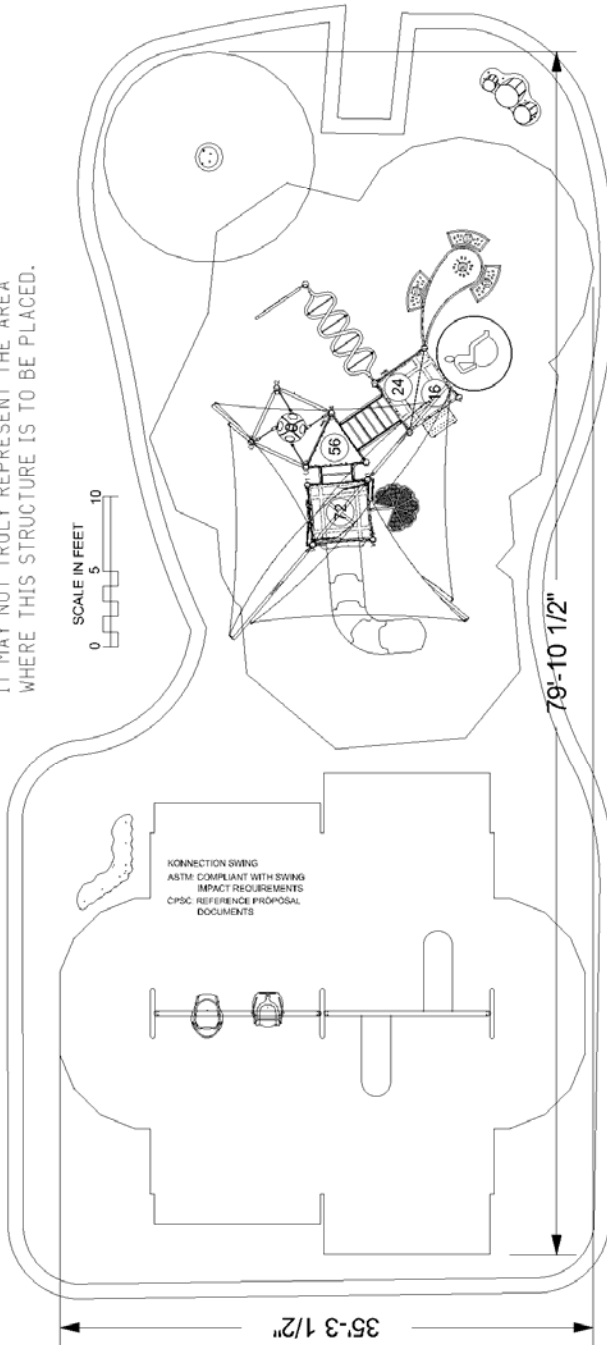 IT MAY NOT TRULY REPRESENT THE AREA
WHERE THIS STRUCTURE IS TO BE PLACED.
SCALE IN FEET
0 5 10
KONNECTION SWING
ASTM: COMPLIANT WITH SWING
IMPACT REQUIREMENTS
CPSC: REFERENCE PROPOSAL
DOCUMENTS
72
56
8
24
16
79'-10 1/2"
35'-3 1/2"